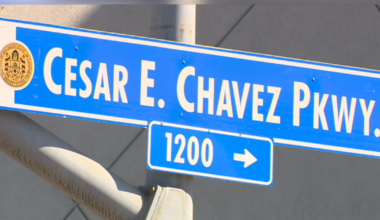 CESAR E. CHAVEZ PKWY.
1200 →